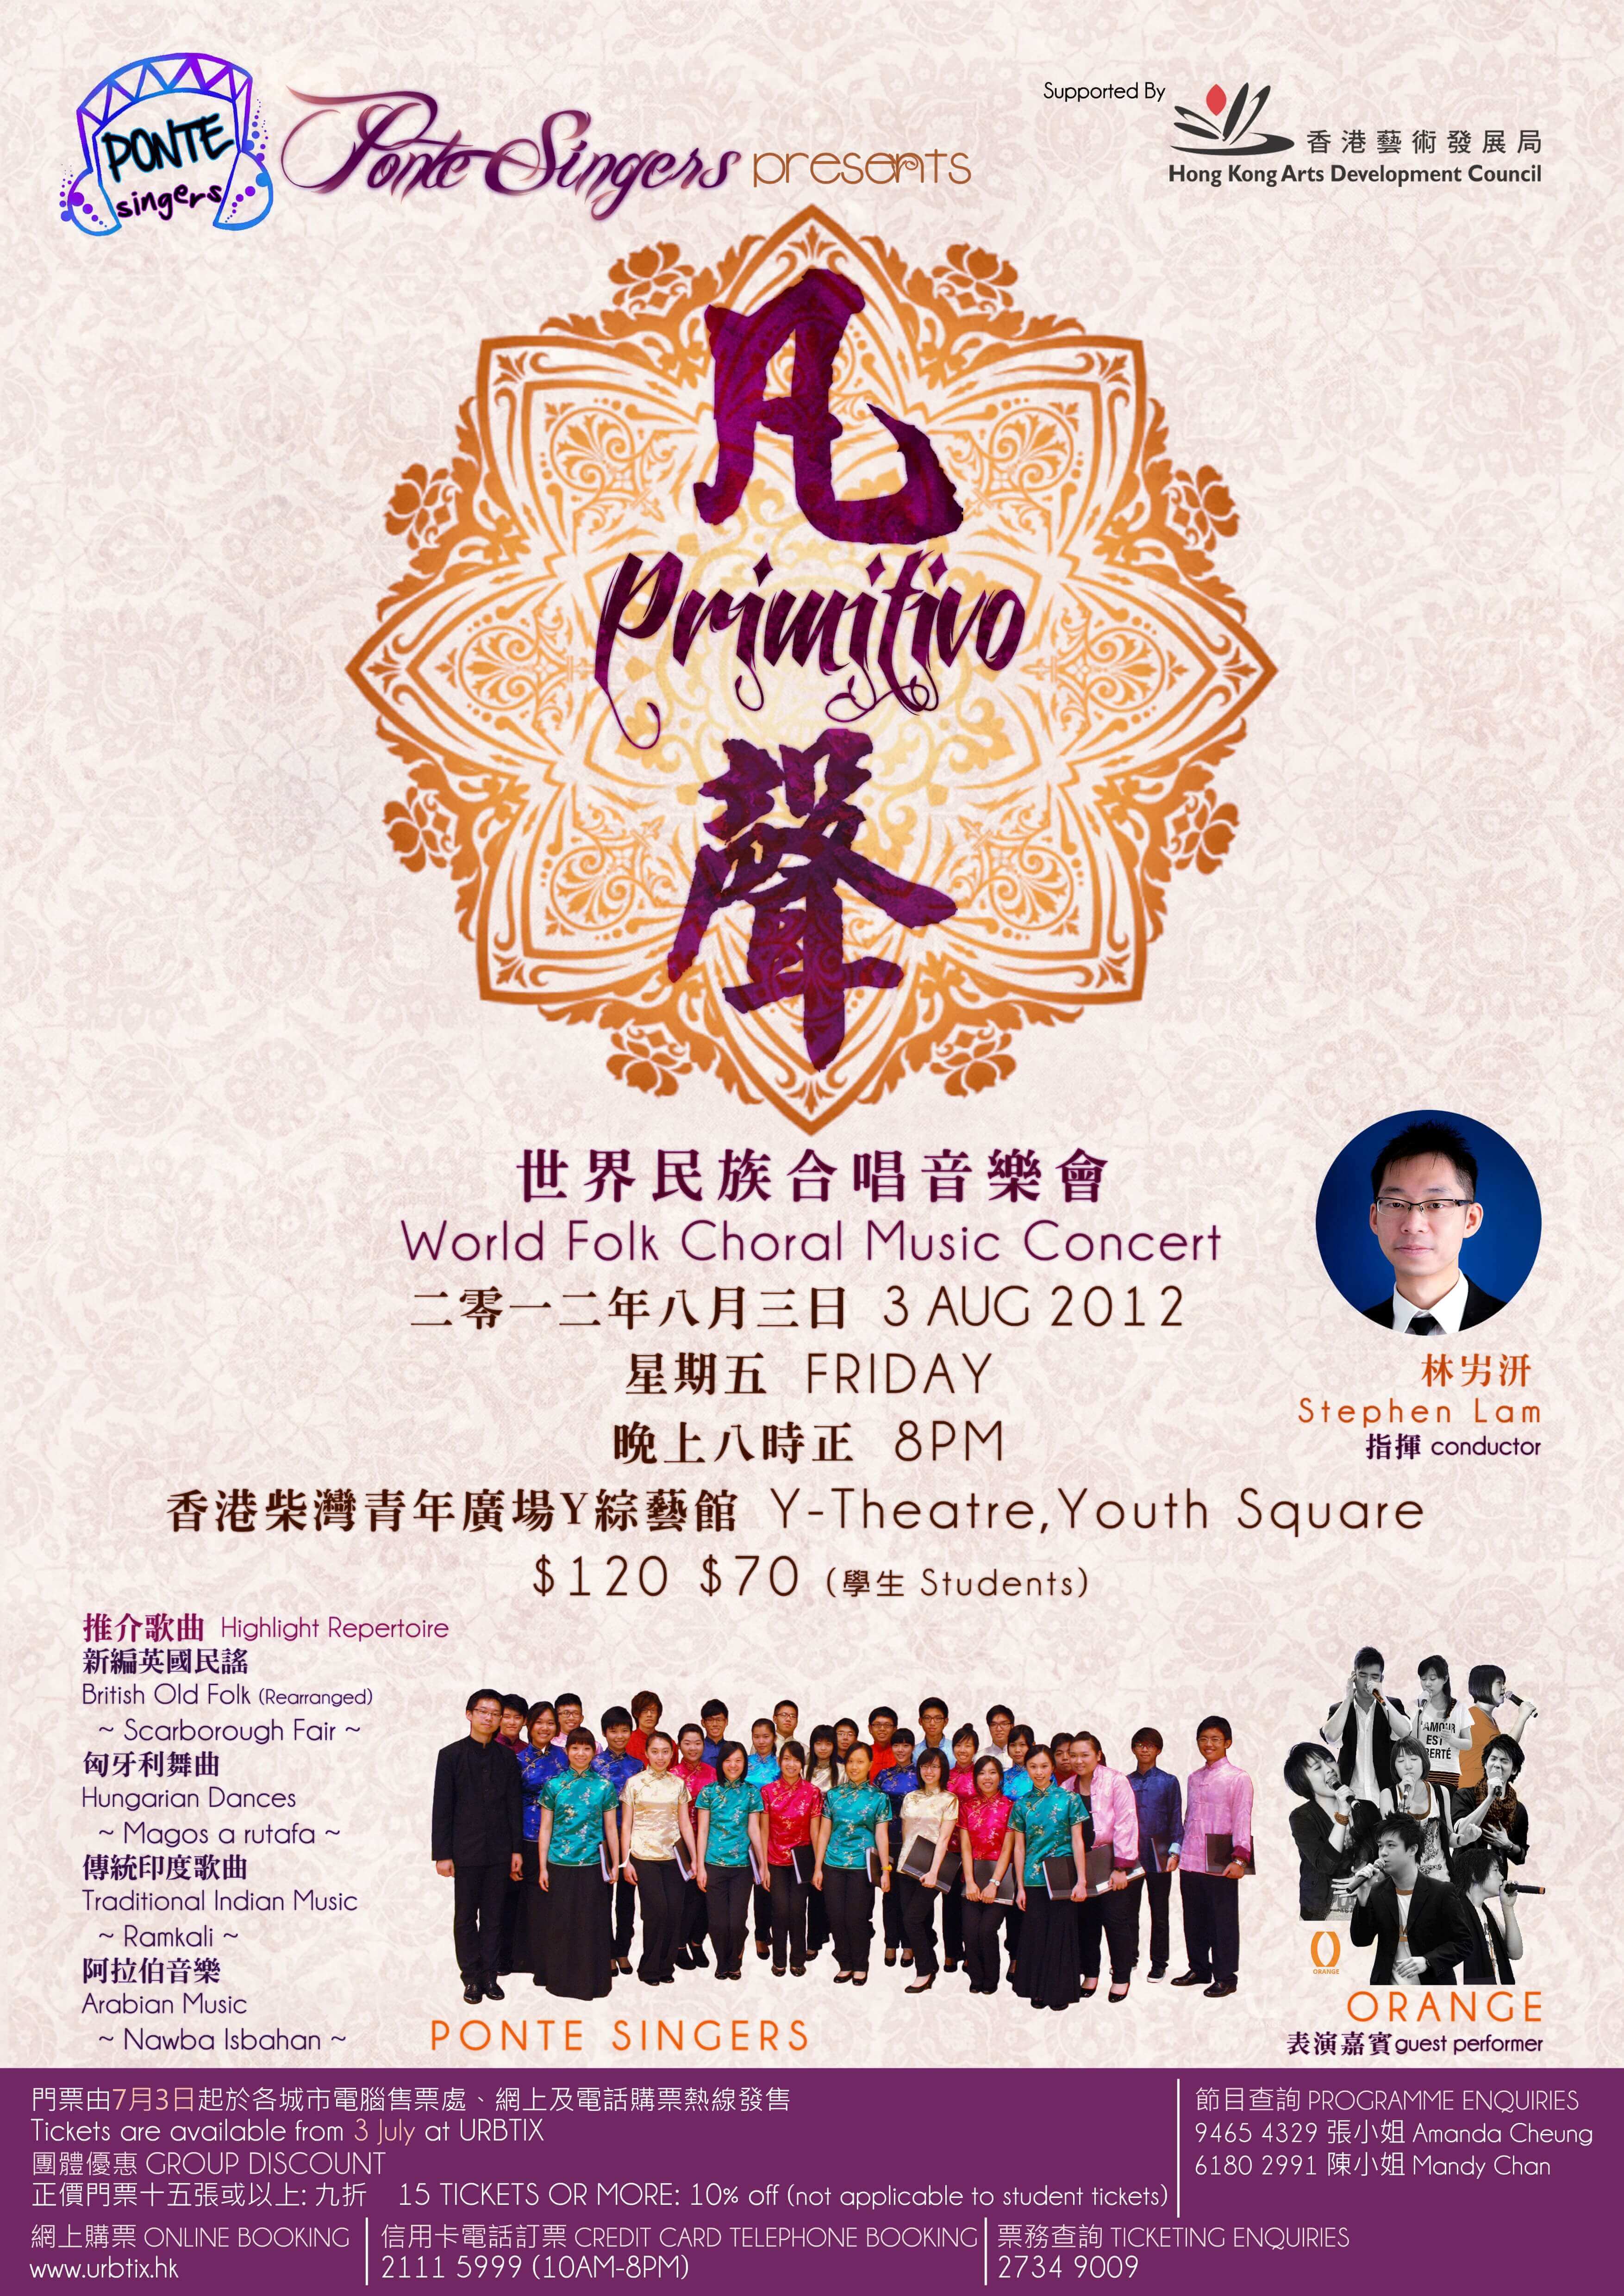 PONTE
singers
Ponte Singers presents
Supported By
香港藝術發展局
Hong Kong Arts Development Council
凡
Primitivo
聲
世界民族合唱音樂會
World Folk Choral Music Concert
二零一二年八月三日 3 AUG 2012
星期五 FRIDAY
晚上八時正 8PM
香港柴灣青年廣場Y綜藝館 Y-Theatre,Youth Square
$120 $70 (學生 Students)
林屴汧
Stephen Lam
指揮 conductor
推介歌曲 Highlight Repertoire
新編英國民謠
British Old Folk (Rearranged)
~ Scarborough Fair ~
匈牙利舞曲
Hungarian Dances
~ Magos a rutafa ~
傳統印度歌曲
Traditional Indian Music
~ Ramkali ~
阿拉伯音樂
Arabian Music
~ Nawba Isbahan ~
PONTE SINGERS
L'AMOUR
EST
ORANGE
ORANGE
表演嘉賓 guest performer
門票由7月3日起於各城市電腦售票處、網上及電話購票熱線發售
Tickets are available from 3 July at URBTIX
團體優惠 GROUP DISCOUNT
正價門票十五張或以上: 九折 15 TICKETS OR MORE: 10% off (not applicable to student tickets)
節目查詢 PROGRAMME ENQUIRIES
9465 4329 張小姐 Amanda Cheung
6180 2991 陳小姐 Mandy Chan
網上購票 ONLINE BOOKING
www.urbtix.hk
信用卡電話訂票 CREDIT CARD TELEPHONE BOOKING
2111 5999 (10AM-8PM)
票務查詢 TICKETING ENQUIRIES
2734 9009